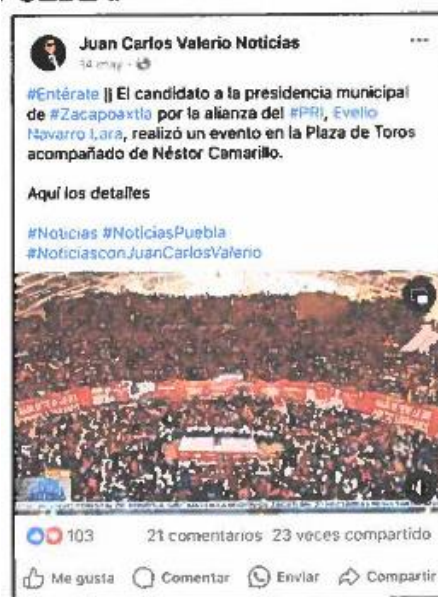 Juan Carlos Valerio Noticias
14 may
#Entérate || El candidato a la presidencia municipal
de #Zacapoaxtla por la alianza del #PRI, Evelio
Navarro Lara, realizó un evento en la Plaza de Toros
acompañado de Néstor Camarillo.
Aquí los detalles
#Noticias #NoticiasPuebla
#NoticiasconJuanCarlosValerio
103
21 comentarios 23 veces compartido
Me gusta Comentar Enviar Compartir